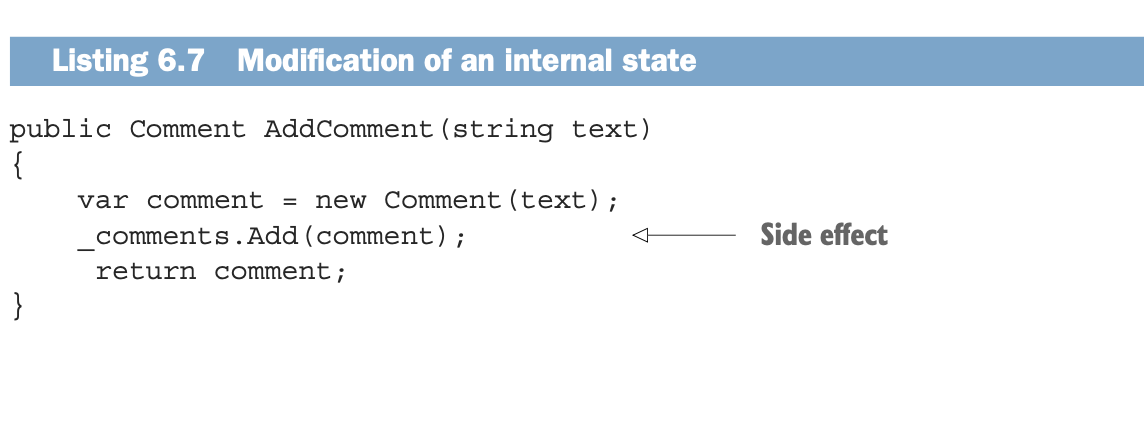 Listing 6.7 Modification of an internal state
public Comment AddComment(string text)
{
    var comment = new Comment(text);
    _comments.Add(comment); Side effect
     return comment;
}